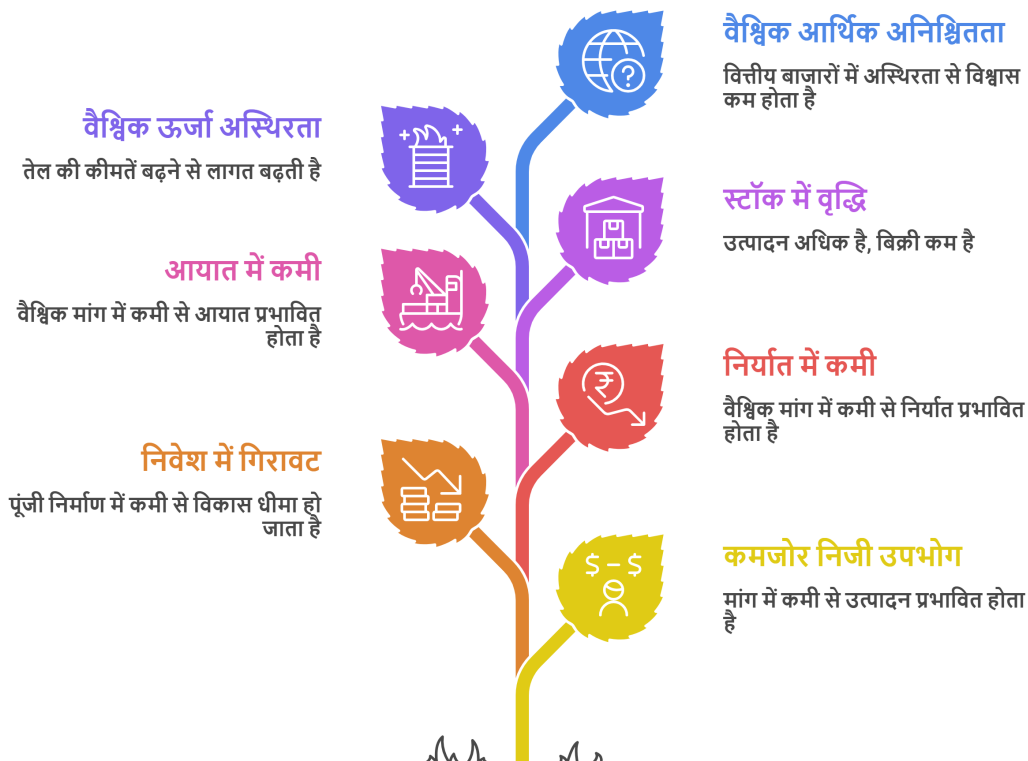 वैश्विक आर्थिक अनिश्चितता
वित्तीय बाजारों में अस्थिरता से विश्वास
कम होता है
वैश्विक ऊर्जा अस्थिरता
तेल की कीमतें बढ़ने से लागत बढ़ती है
स्टॉक में वृद्धि
उत्पादन अधिक है, बिक्री कम है
आयात में कमी
वैश्विक मांग में कमी से आयात प्रभावित
होता है
निर्यात में कमी
वैश्विक मांग में कमी से निर्यात प्रभावित
होता है
निवेश में गिरावट
पूंजी निर्माण में कमी से विकास धीमा हो
जाता है
कमजोर निजी उपभोग
मांग में कमी से उत्पादन प्रभावित होता
है